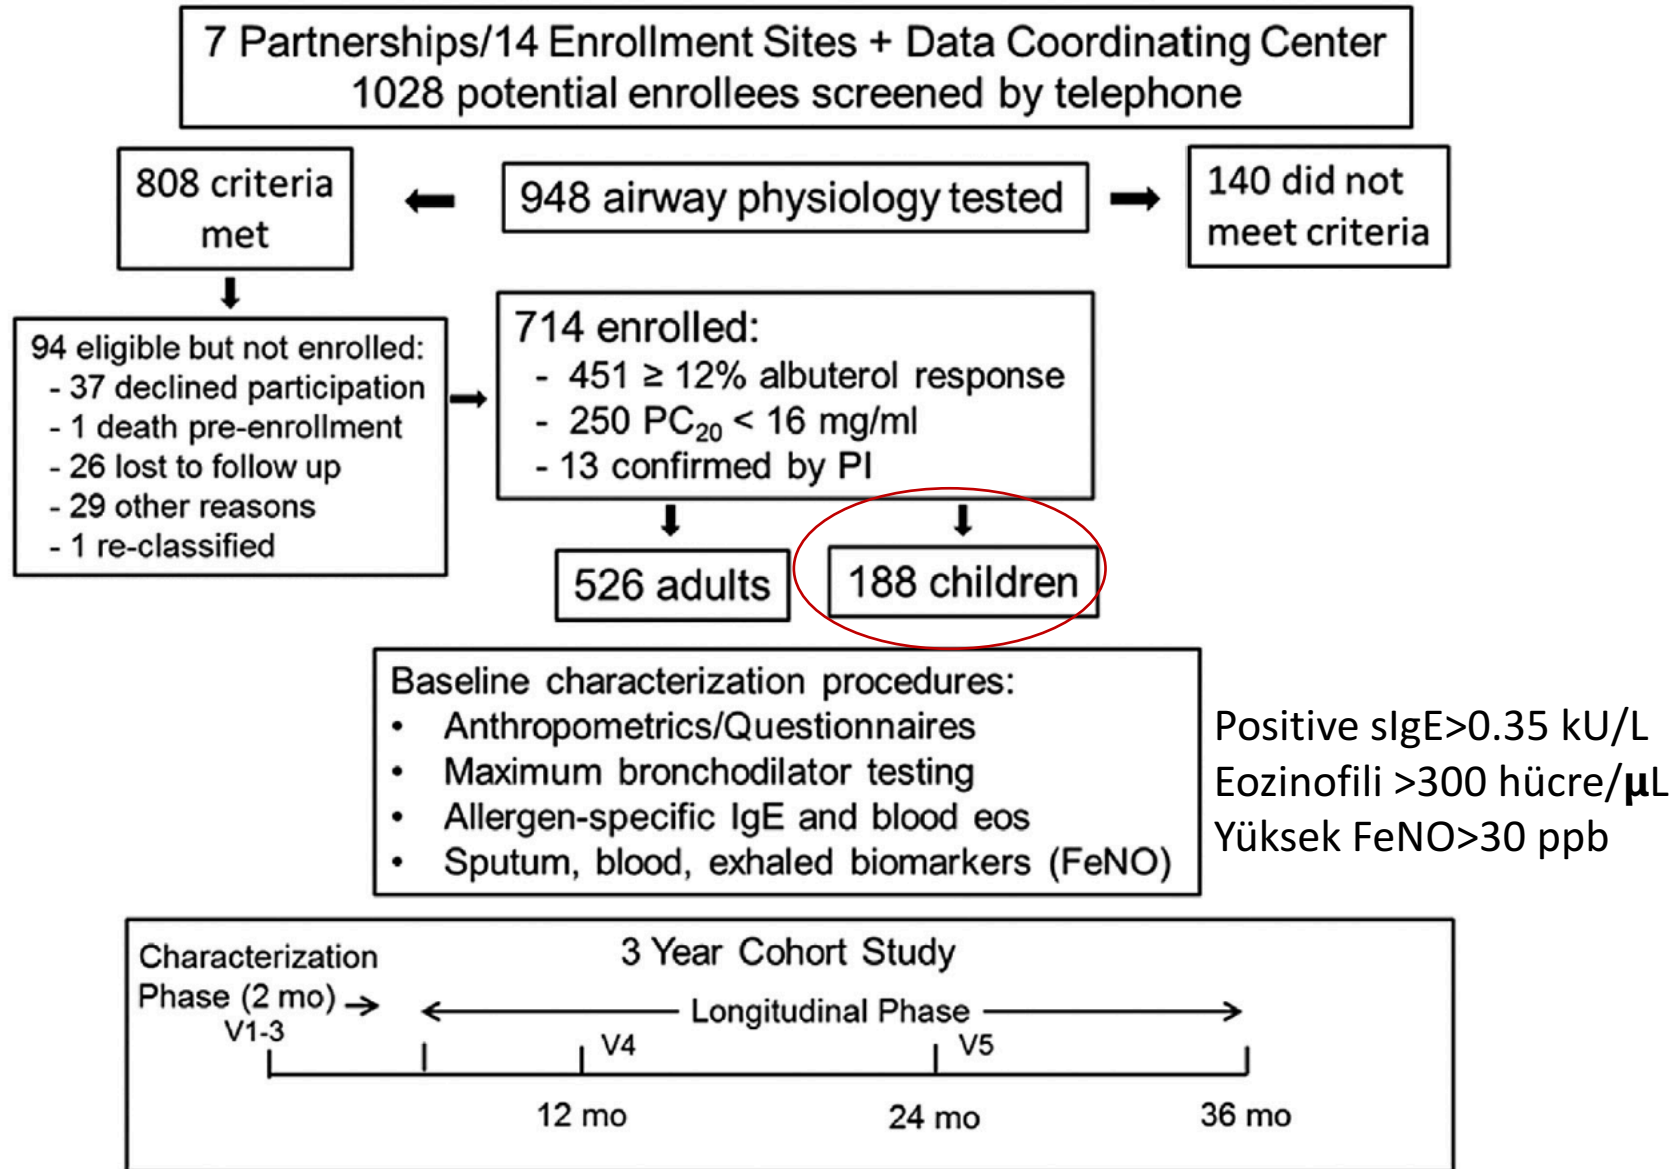 7 Partnerships/14 Enrollment Sites + Data Coordinating Center
1028 potential enrollees screened by telephone
808 criteria
met
948 airway physiology tested
140 did not
meet criteria
94 eligible but not enrolled:
- 37 declined participation
- 1 death pre-enrollment
- 26 lost to follow up
- 29 other reasons
- 1 re-classified
714 enrolled:
- 451 ≥ 12% albuterol response
- 250 PC₂₀ < 16 mg/ml
- 13 confirmed by PI
526 adults
188 children
Baseline characterization procedures:
• Anthropometrics/Questionnaires
• Maximum bronchodilator testing
• Allergen-specific IgE and blood eos
• Sputum, blood, exhaled biomarkers (FeNO)
Positive sIgE>0.35 kU/L
Eozinofili >300 hücre/µL
Yüksek FeNO>30 ppb
3 Year Cohort Study
Characterization
Phase (2 mo)
Longitudinal Phase
V1-3
V4
V5
12 mo
24 mo
36 mo